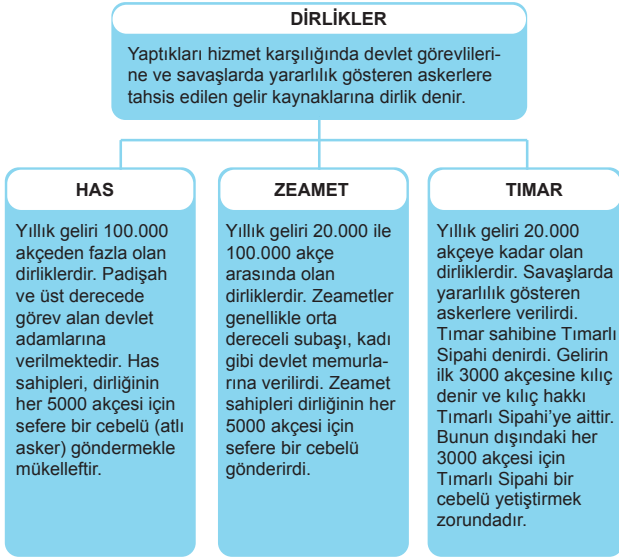 DİRLİKLER
Yaptıkları hizmet karşılığında devlet görevlileri-
ne ve savaşlarda yararlılık gösteren askerlere
tahsis edilen gelir kaynaklarına dirlik denir.
HAS
Yıllık geliri 100.000
akçeden fazla olan
dirliklerdir. Padişah
ve üst derecede
görev alan devlet
adamlarına
verilmektedir. Has
sahipleri, dirliğinin
her 5000 akçesi için
sefere bir cebelü (atlı
asker) göndermekle
mükelleftir.
ZEAMET
Yıllık geliri 20.000 ile
100.000 akçe
arasında olan
dirliklerdir. Zeametler
genellikle orta
dereceli subaşı, kadı
gibi devlet memurla-
rına verilirdi. Zeamet
sahipleri dirliğinin her
5000 akçesi için
sefere bir cebelü
gönderirdi.
TIMAR
Yıllık geliri 20.000
akçeye kadar olan
dirliklerdir. Savaşlarda
yararlılık gösteren
askerlere verilirdi.
Tımar sahibine Tımarlı
Sipahi denirdi. Gelirin
ilk 3000 akçesine kılıç
denir ve kılıç hakkı
Tımarlı Sipahi’ye aittir.
Bunun dışındaki her
3000 akçesi için
Tımarlı Sipahi bir
cebelü yetiştirmek
zorundadır.